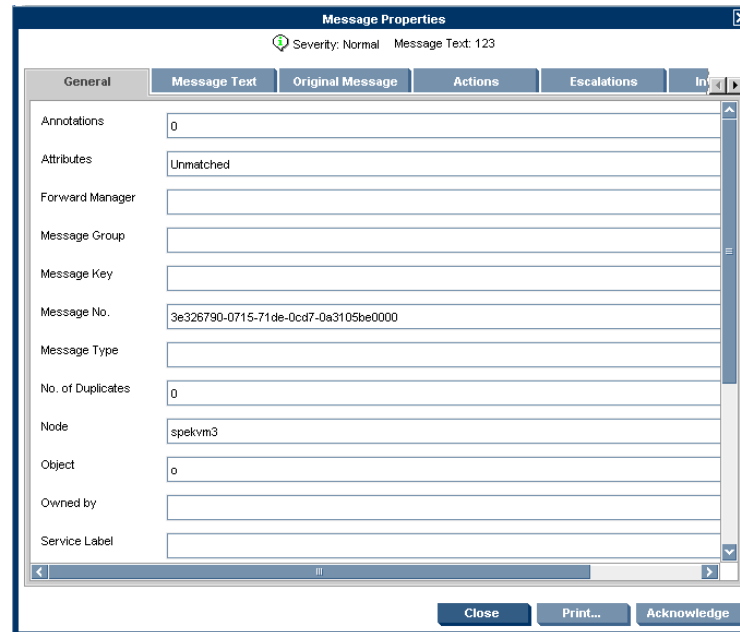 Message Properties
Severity: Normal Message Text: 123
General Message Text Original Message Actions Escalations
Annotations 0
Attributes Unmatched
Forward Manager
Message Group
Message Key
Message No. 3e326790-0715-71de-0cd7-0a3105be0000
Message Type
No. of Duplicates 0
Node spekvm3
Object o
Owned by
Service Label
Close Print... Acknowledge